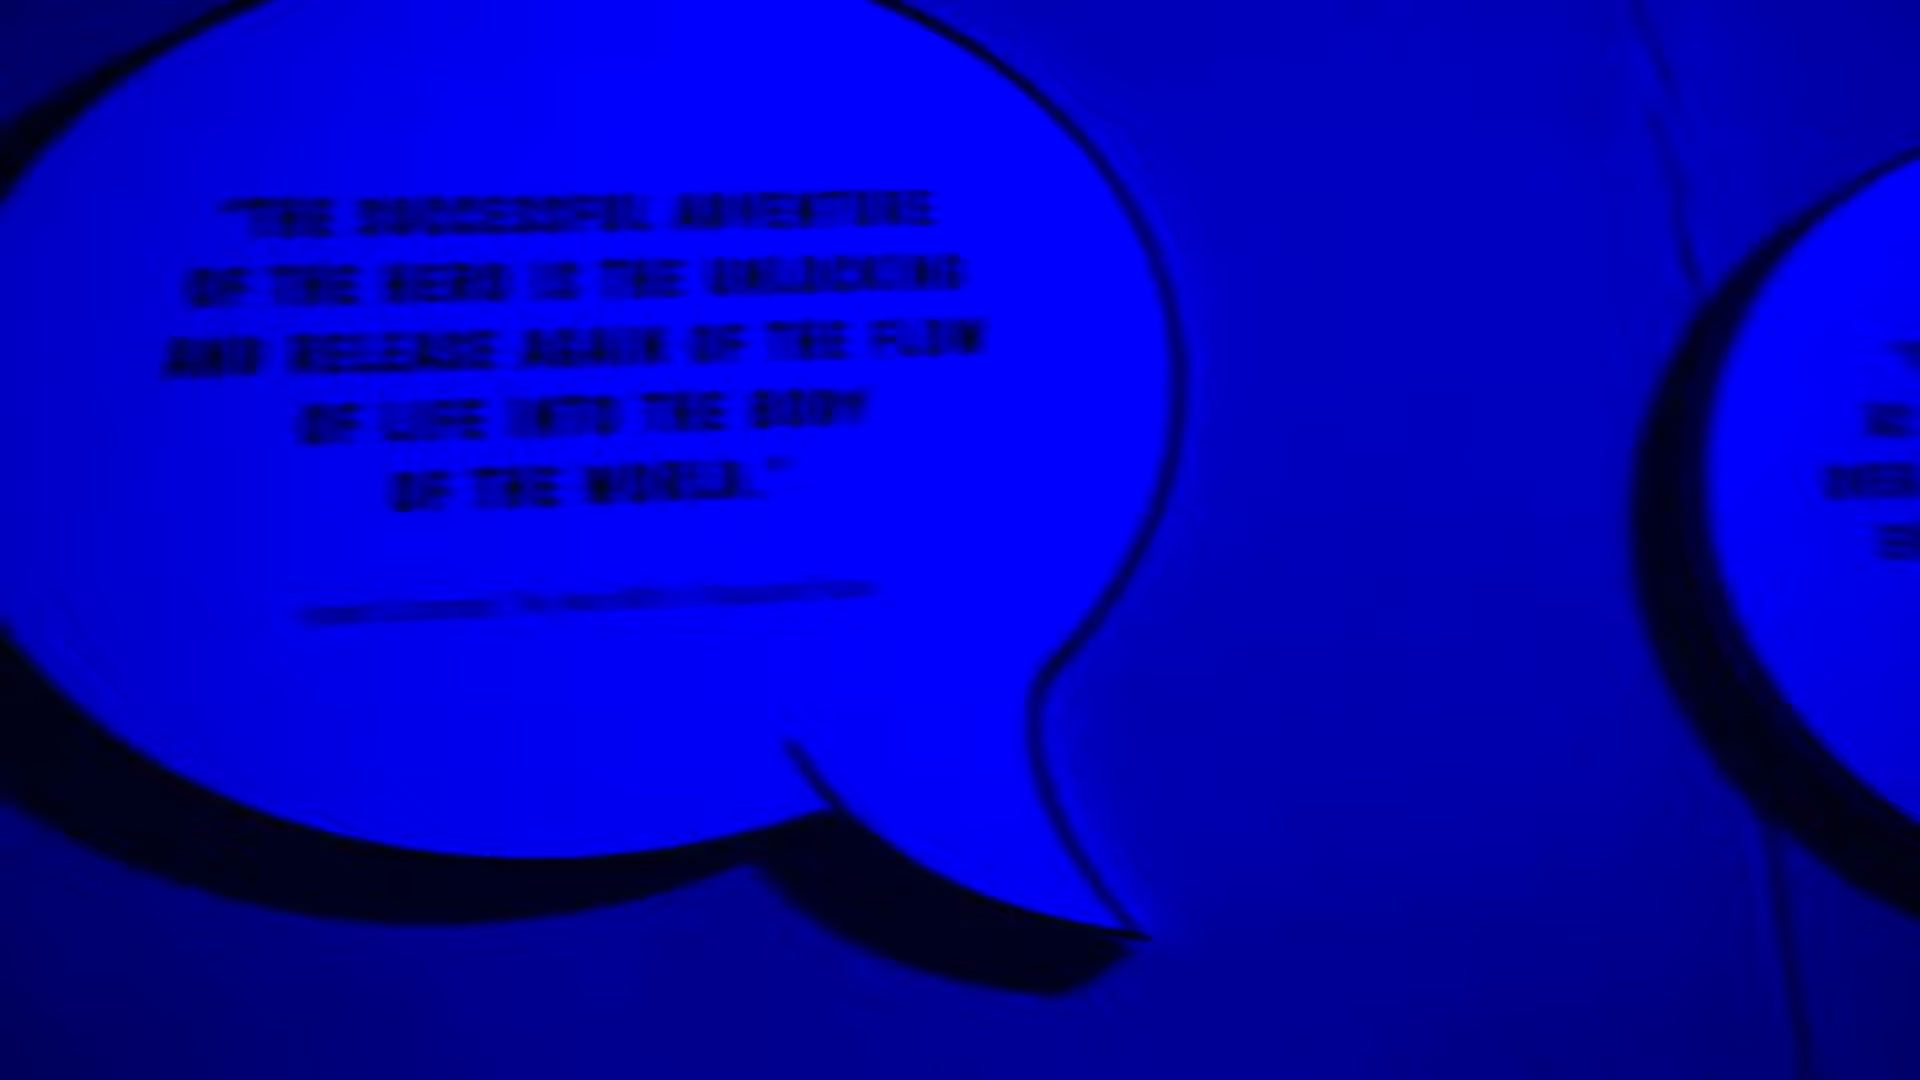 "THE SUCCESSFUL ADVENTURE
OF THE HERO IS THE UNLOCKING
AND RELEASE AGAIN OF THE FLOW
OF LIFE INTO THE BODY
OF THE WORLD."